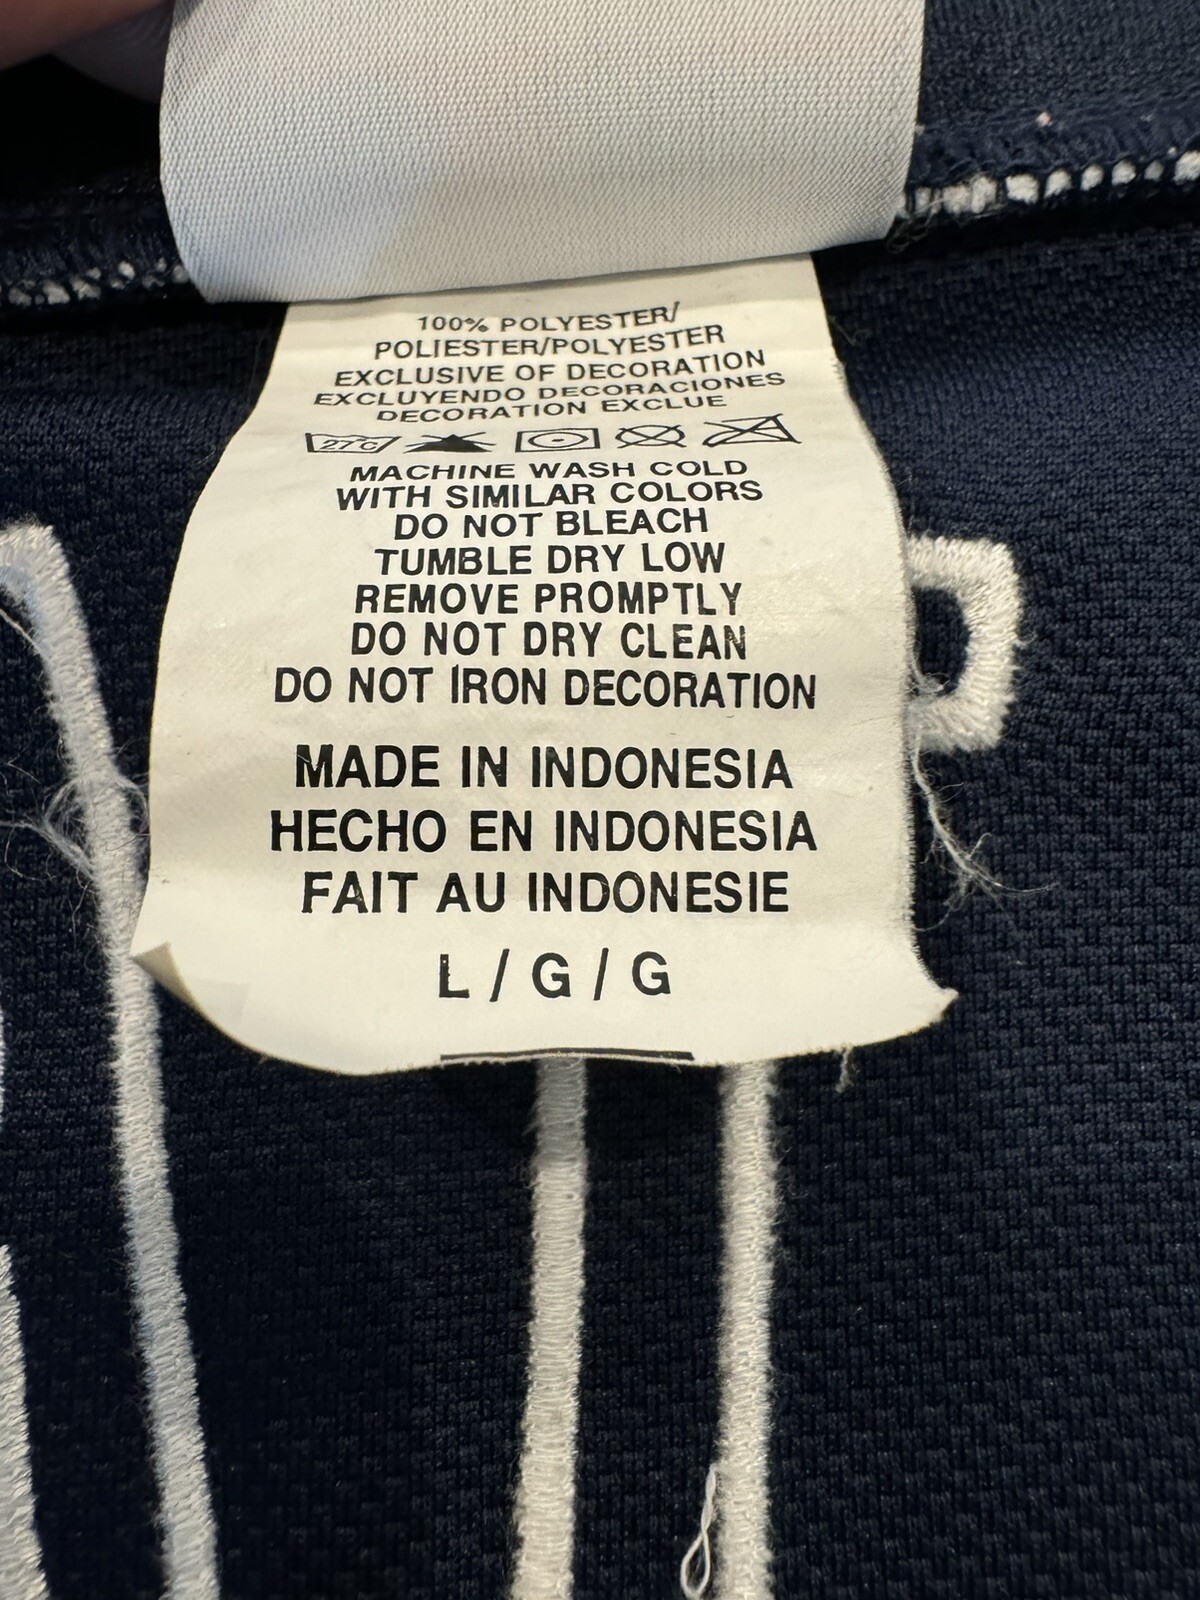 100% POLYESTER/
POLIESTER/POLYESTER
EXCLUSIVE OF DECORATION
EXCLUYENDO DECORACIONES
DECORATION EXCLUE
27°C
MACHINE WASH COLD
WITH SIMILAR COLORS
DO NOT BLEACH
TUMBLE DRY LOW
REMOVE PROMPTLY
DO NOT DRY CLEAN
DO NOT IRON DECORATION
MADE IN INDONESIA
HECHO EN INDONESIA
FAIT AU INDONESIE
L / G / G